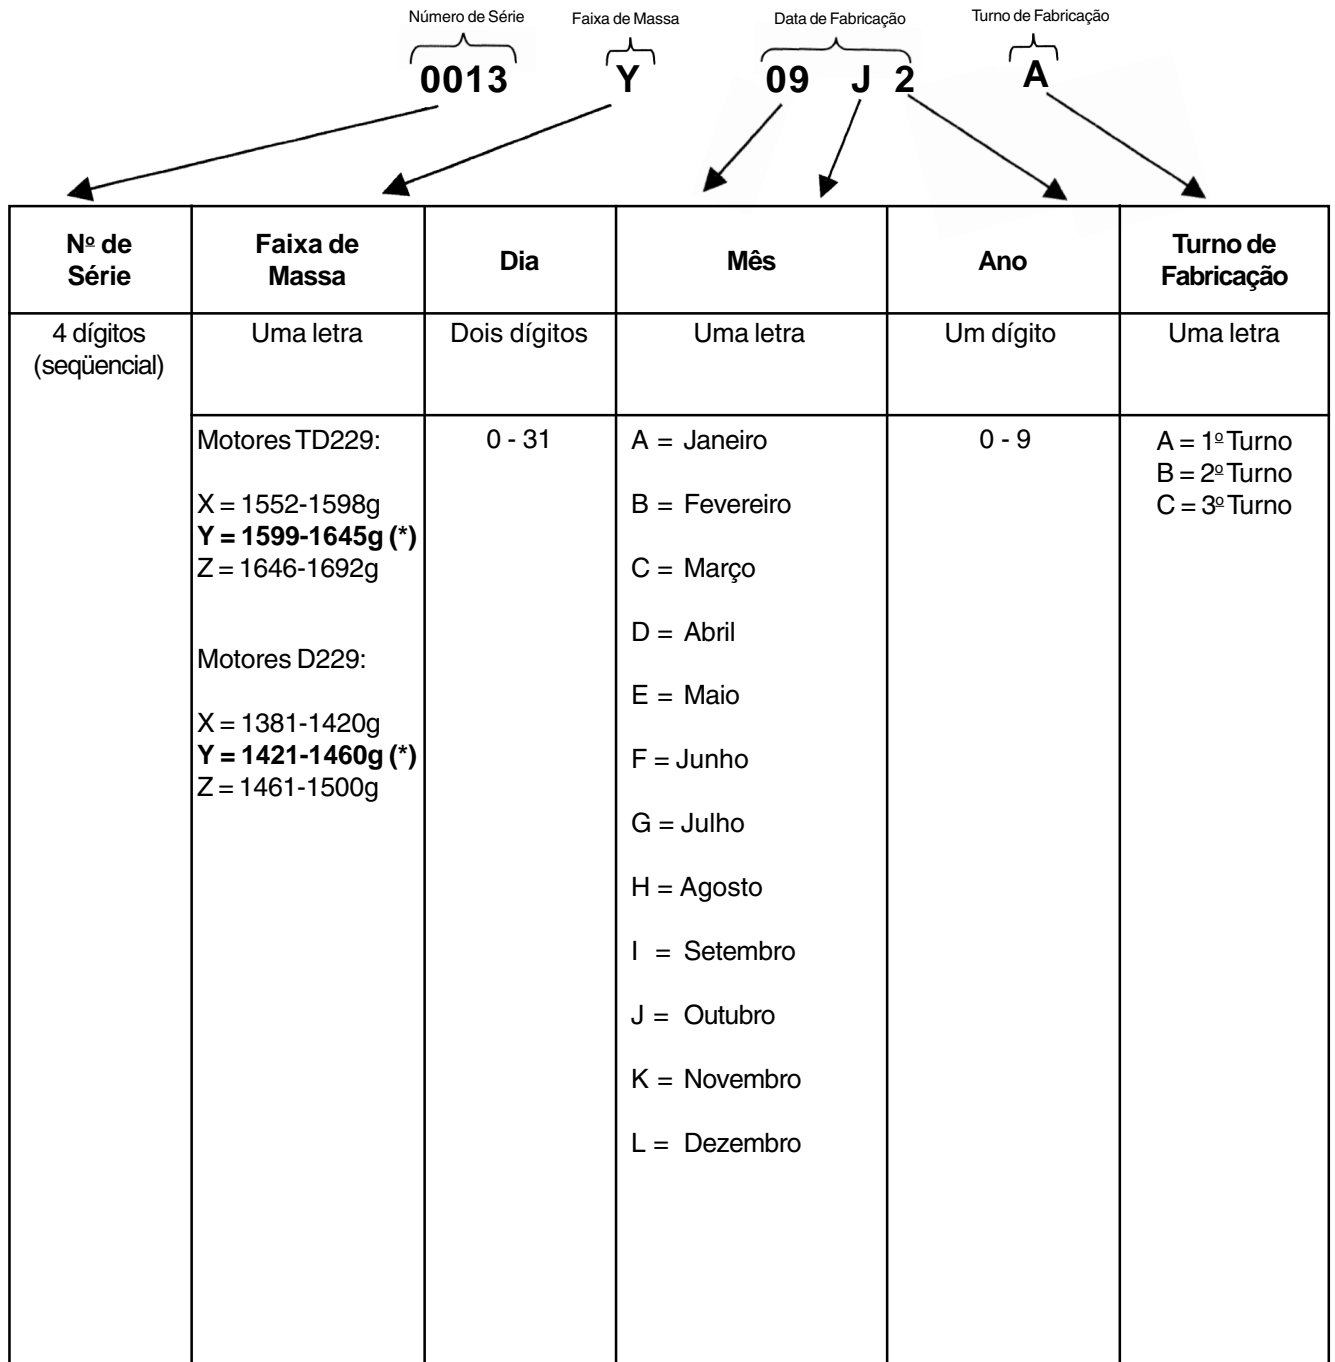 Número de Série
Faixa de Massa
Data de Fabricação
Turno de Fabricação
0013
Y
09 J 2
A
Nº de
Série
Faixa de
Massa
Dia
Mês
Ano
Turno de
Fabricação
4 dígitos
(seqüencial)
Uma letra
Dois dígitos
Uma letra
Um dígito
Uma letra
Motores TD229:
X = 1552-1598g
Y = 1599-1645g (*)
Z = 1646-1692g
Motores D229:
X = 1381-1420g
Y = 1421-1460g (*)
Z = 1461-1500g
0 - 31
A = Janeiro
B = Fevereiro
C = Março
D = Abril
E = Maio
F = Junho
G = Julho
H = Agosto
I = Setembro
J = Outubro
K = Novembro
L = Dezembro
0 - 9
A = 1º Turno
B = 2º Turno
C = 3º Turno